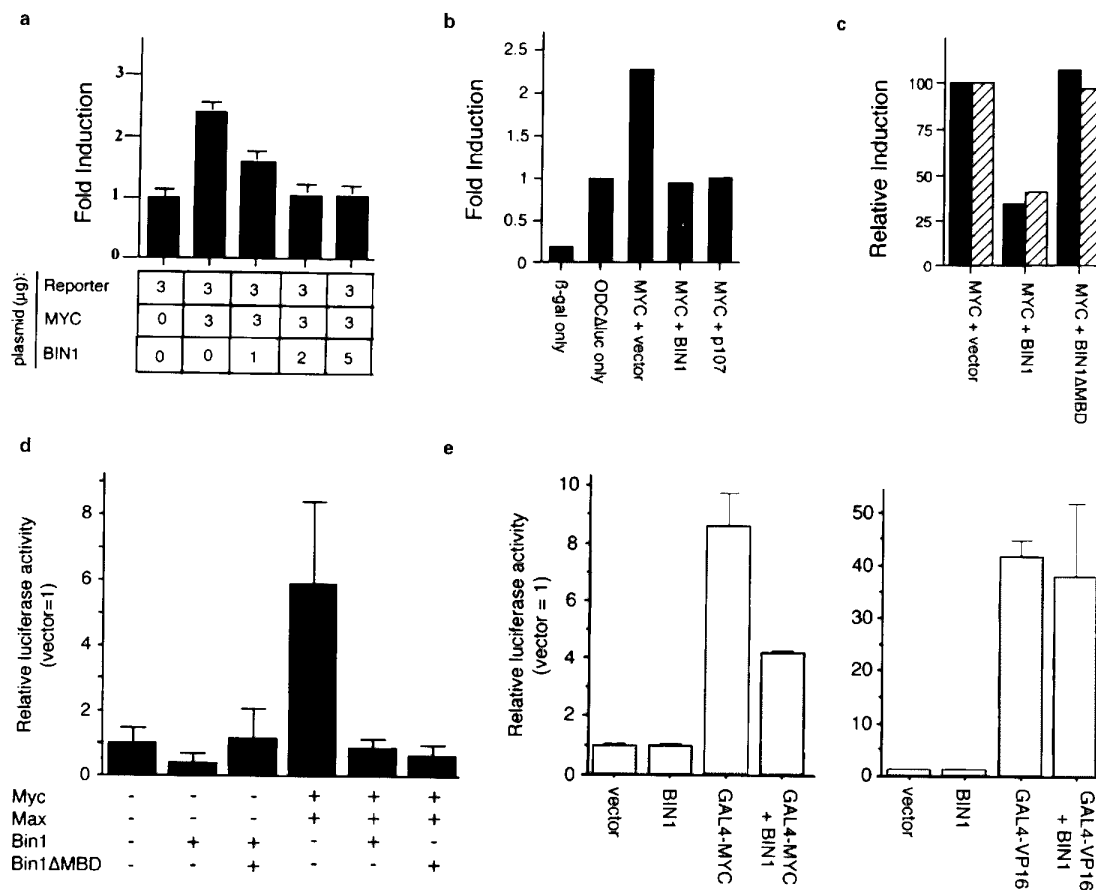 a
Fold Induction
3
2
1
0
plasmid (µg):
Reporter 3 3 3 3 3
MYC 0 3 3 3 3
BIN1 0 0 1 2 5
b
Fold Induction
2.5
2
1.5
1
0.5
0
ß-gal only
ODCΔluc only
MYC + vector
MYC + BIN1
MYC + p107
c
Relative Induction
100
75
50
25
0
MYC + vector
MYC + BIN1
MYC + BIN1ΔMBD
d
Relative luciferase activity
(vector=1)
8
6
4
2
0
Myc - - - + + +
Max - - - + + +
Bin1 - + + - + -
Bin1ΔMBD - - + - - +
e
Relative luciferase activity
(vector = 1)
10
8
6
4
2
0
vector
BIN1
GAL4-MYC
GAL4-MYC
+ BIN1
50
40
30
20
10
0
vector
BIN1
GAL4-VP16
GAL4-VP16
+ BIN1